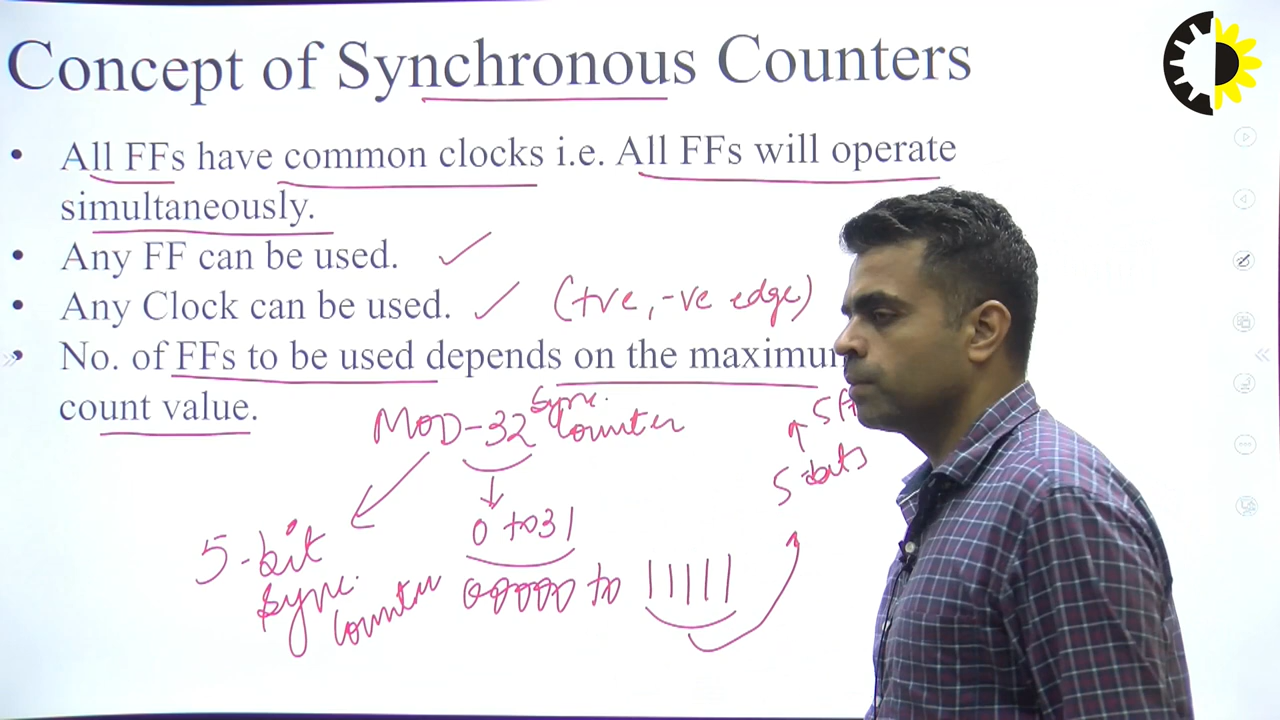 Concept of Synchronous Counters
• All FFs have common clocks i.e. All FFs will operate
simultaneously.
• Any FF can be used.
• Any Clock can be used. (+ve, -ve edge)
• No. of FFs to be used depends on the maximum
count value.
MOD-32 Sync. Counter
5-bits
0 to 31
5-bit
Sync.
Counter
00000 to 11111